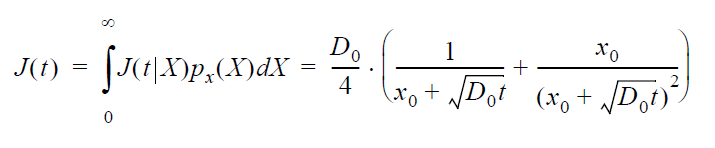 J(t) = ∫₀^∞ J(t|X)pₓ(X)dX = D₀/4 · (1/(x₀ + √D₀t) + x₀/(x₀ + √D₀t)²)